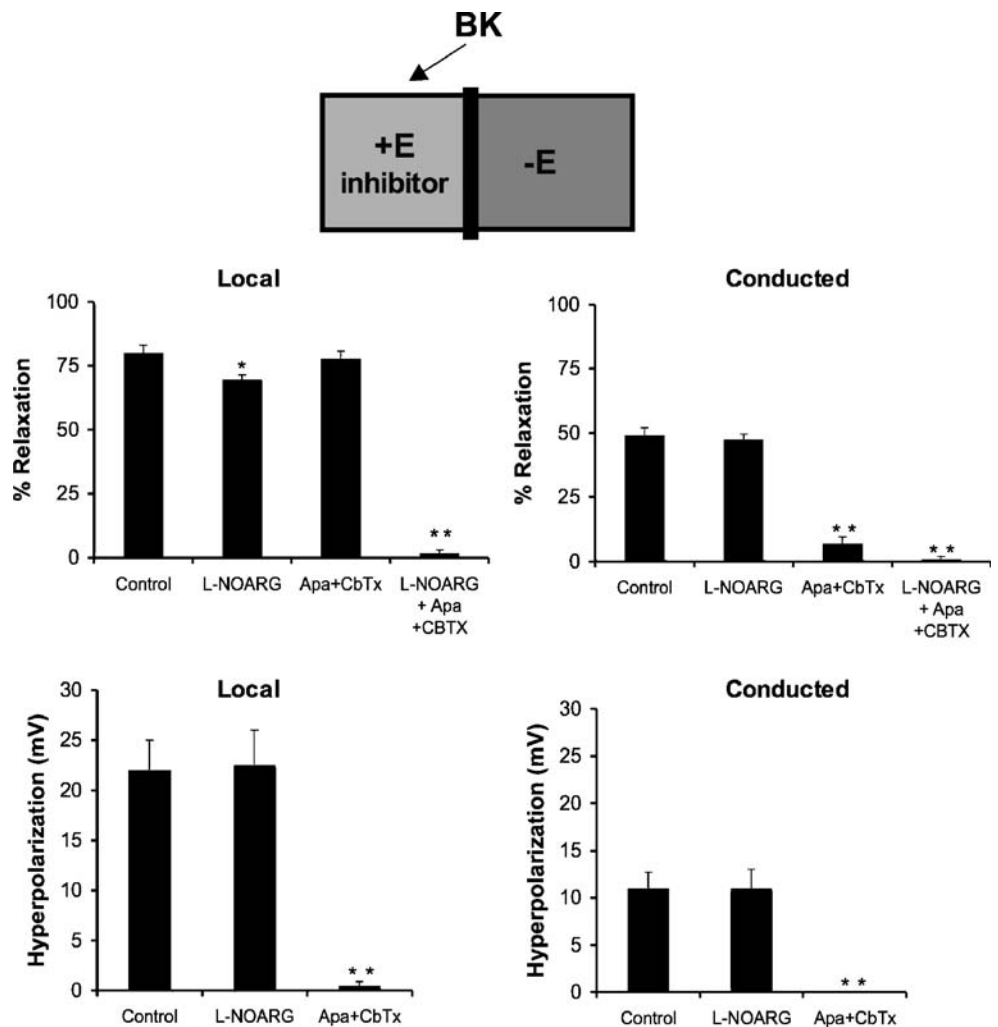 BK
+E
inhibitor
-E
Local
% Relaxation
100
75
50
25
0
*
**
Control
L-NOARG
Apa+CbTx
L-NOARG
+ Apa
+CBTX
Conducted
% Relaxation
100
75
50
25
0
**
**
Control
L-NOARG
Apa+CbTx
L-NOARG
+ Apa
+CBTX
Local
Hyperpolarization (mV)
30
25
20
15
10
5
0
**
Control
L-NOARG
Apa+CbTx
Conducted
Hyperpolarization (mV)
30
25
20
15
10
5
0
**
Control
L-NOARG
Apa+CbTx